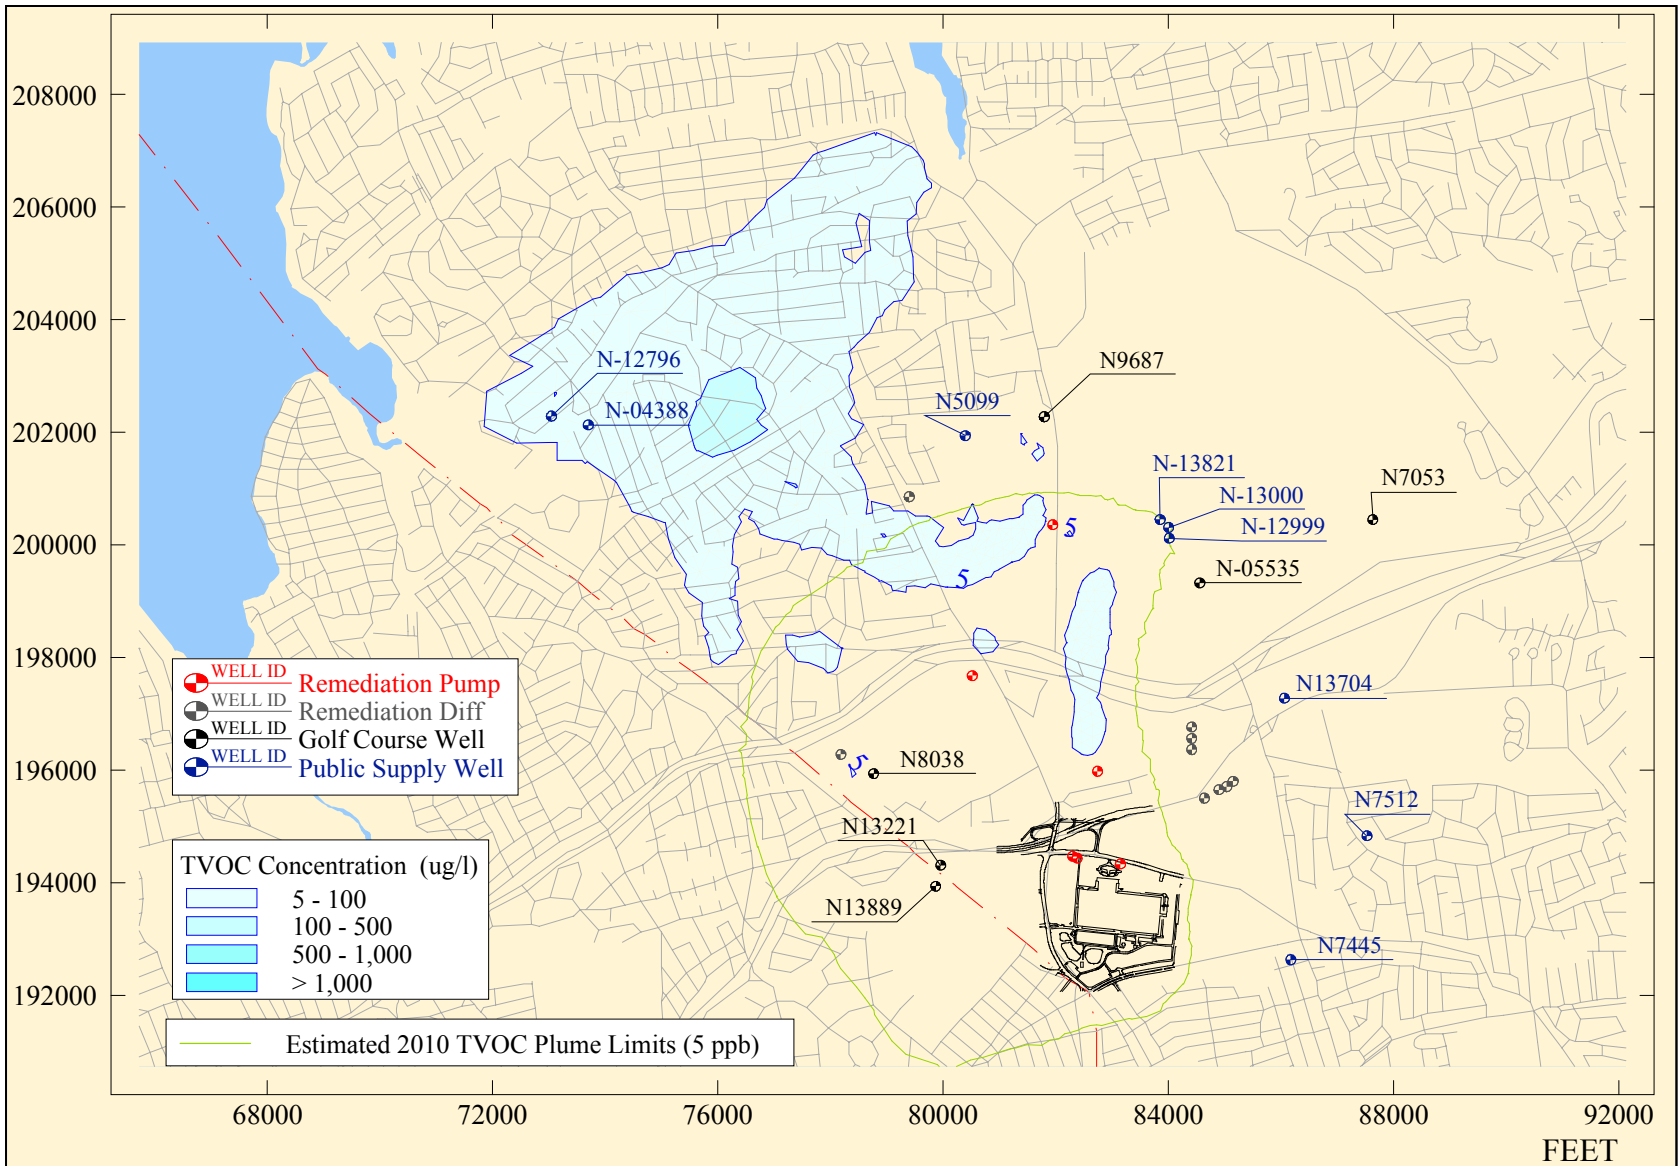 208000
206000
204000
202000
200000
198000
196000
194000
192000
N-12796
N-04388
N9687
N5099
N-13821
N-13000
N-12999
N7053
N-05535
5
5
N13704
N8038
5
N7512
N13221
N13889
N7445
WELL ID Remediation Pump
WELL ID Remediation Diff
WELL ID Golf Course Well
WELL ID Public Supply Well
TVOC Concentration (ug/l)
5 - 100
100 - 500
500 - 1,000
> 1,000
Estimated 2010 TVOC Plume Limits (5 ppb)
68000 72000 76000 80000 84000 88000 92000
FEET